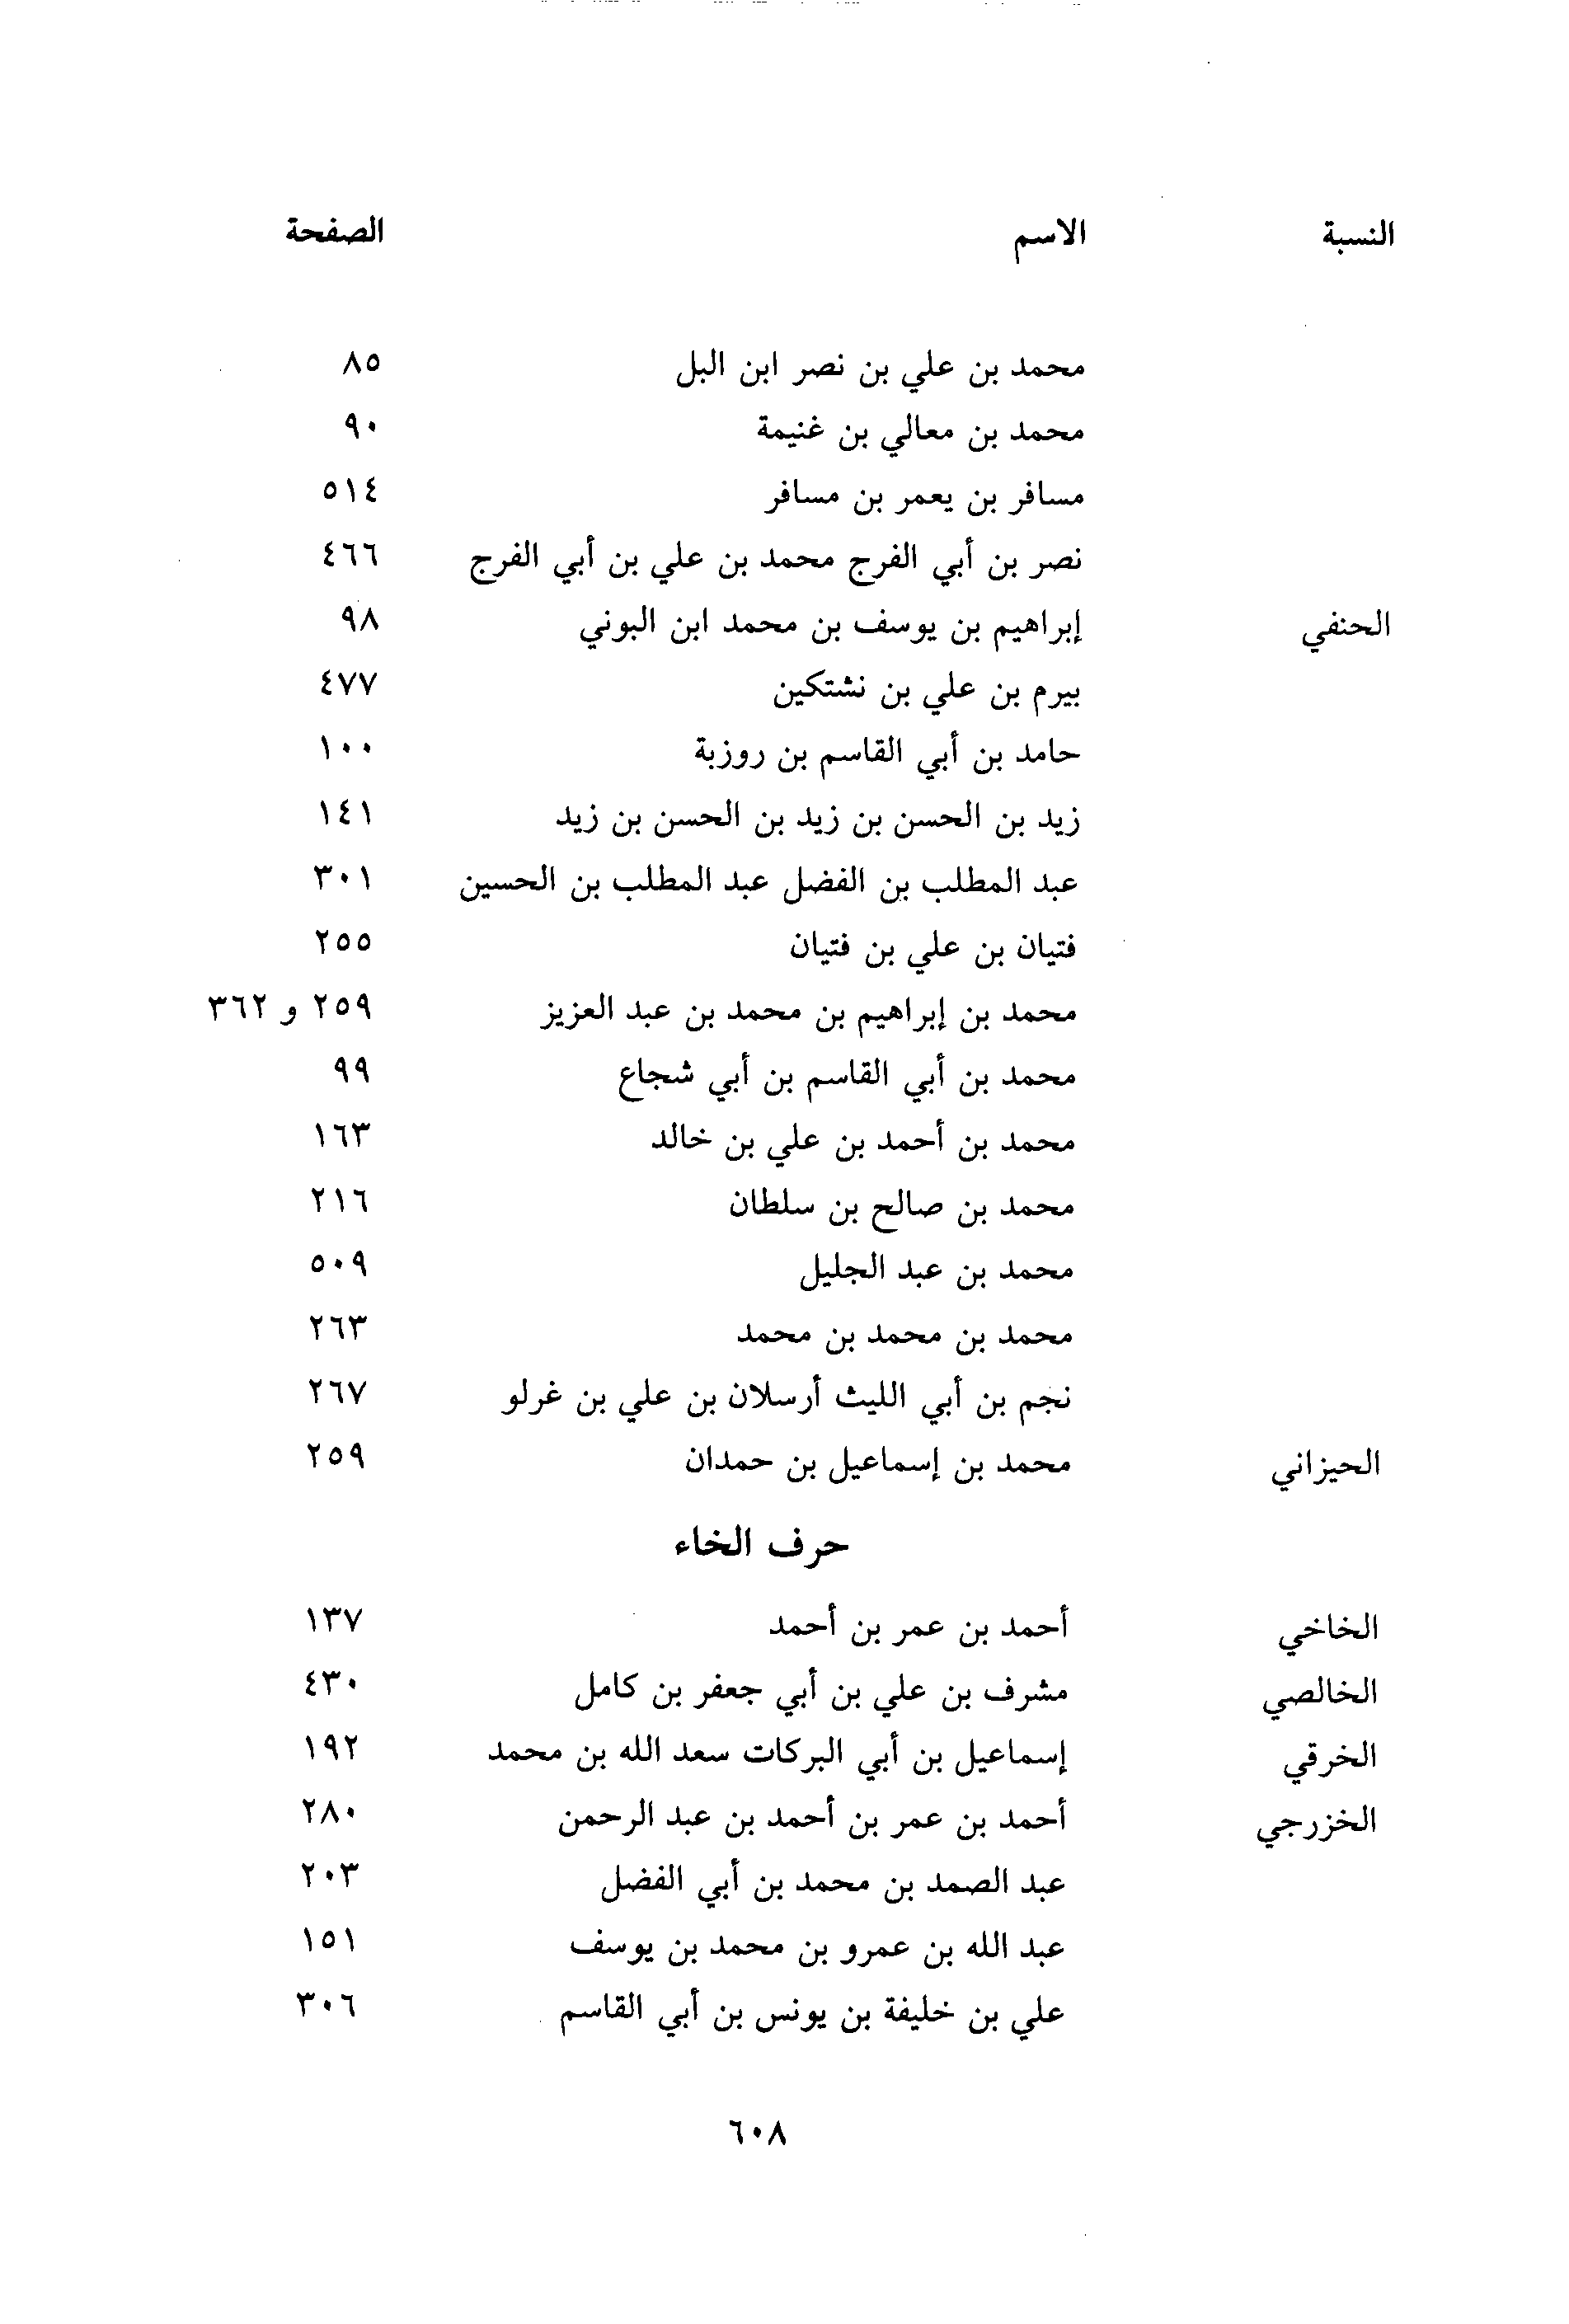 النسبة الاسم الصفحة
محمد بن علي بن نصر ابن البل ٨٥
محمد بن معالي بن غنيمة ٩٠
مسافر بن يعمر بن مسافر ٥١٤
نصر بن أبي الفرج محمد بن علي بن أبي الفرج ٤٦٦
الحنفي إبراهيم بن يوسف بن محمد ابن البوني ٩٨
بيرم بن علي بن نشتكين ٤٧٧
حامد بن أبي القاسم بن روزبة ١٠٠
زيد بن الحسن بن زيد بن الحسن بن زيد ١٤١
عبد المطلب بن الفضل عبد المطلب بن الحسين ٣٠١
فتيان بن علي بن فتيان ٢٥٥
محمد بن إبراهيم بن محمد بن عبد العزيز ٢٥٩ و ٣٦٢
محمد بن أبي القاسم بن أبي شجاع ٩٩
محمد بن أحمد بن علي بن خالد ١٦٣
محمد بن صالح بن سلطان ٢١٦
محمد بن عبد الجليل ٥٠٩
محمد بن محمد بن محمد ٢٦٣
نجم بن أبي الليث أرسلان بن علي بن غرلو ٢٦٧
الحيزاني محمد بن إسماعيل بن حمدان ٢٥٩
حرف الخاء
الخاخي أحمد بن عمر بن أحمد ١٣٧
الخالصي مشرف بن علي بن أبي جعفر بن كامل ٤٣٠
الخرقي إسماعيل بن أبي البركات سعد الله بن محمد ١٩٢
الخزرجي أحمد بن عمر بن أحمد بن عبد الرحمن ٢٨٠
عبد الصمد بن محمد بن أبي الفضل ٢٠٣
عبد الله بن عمرو بن محمد بن يوسف ١٥١
علي بن خليفة بن يونس بن أبي القاسم ٣٠٦
٦٠٨